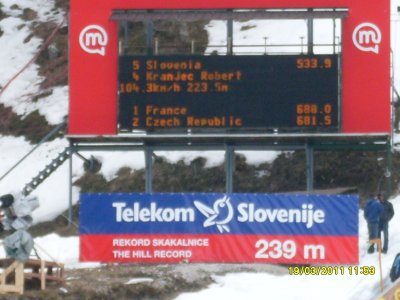 m
m
5 Slovenia 533.9
4 Kranjec Robert
104.3km/h 223.5m
1 France 688.0
2 Czech Republic 681.5
Telekom Slovenije
REKORD SKAKALNICE
THE HILL RECORD
239 m
19/03/2011 11:53